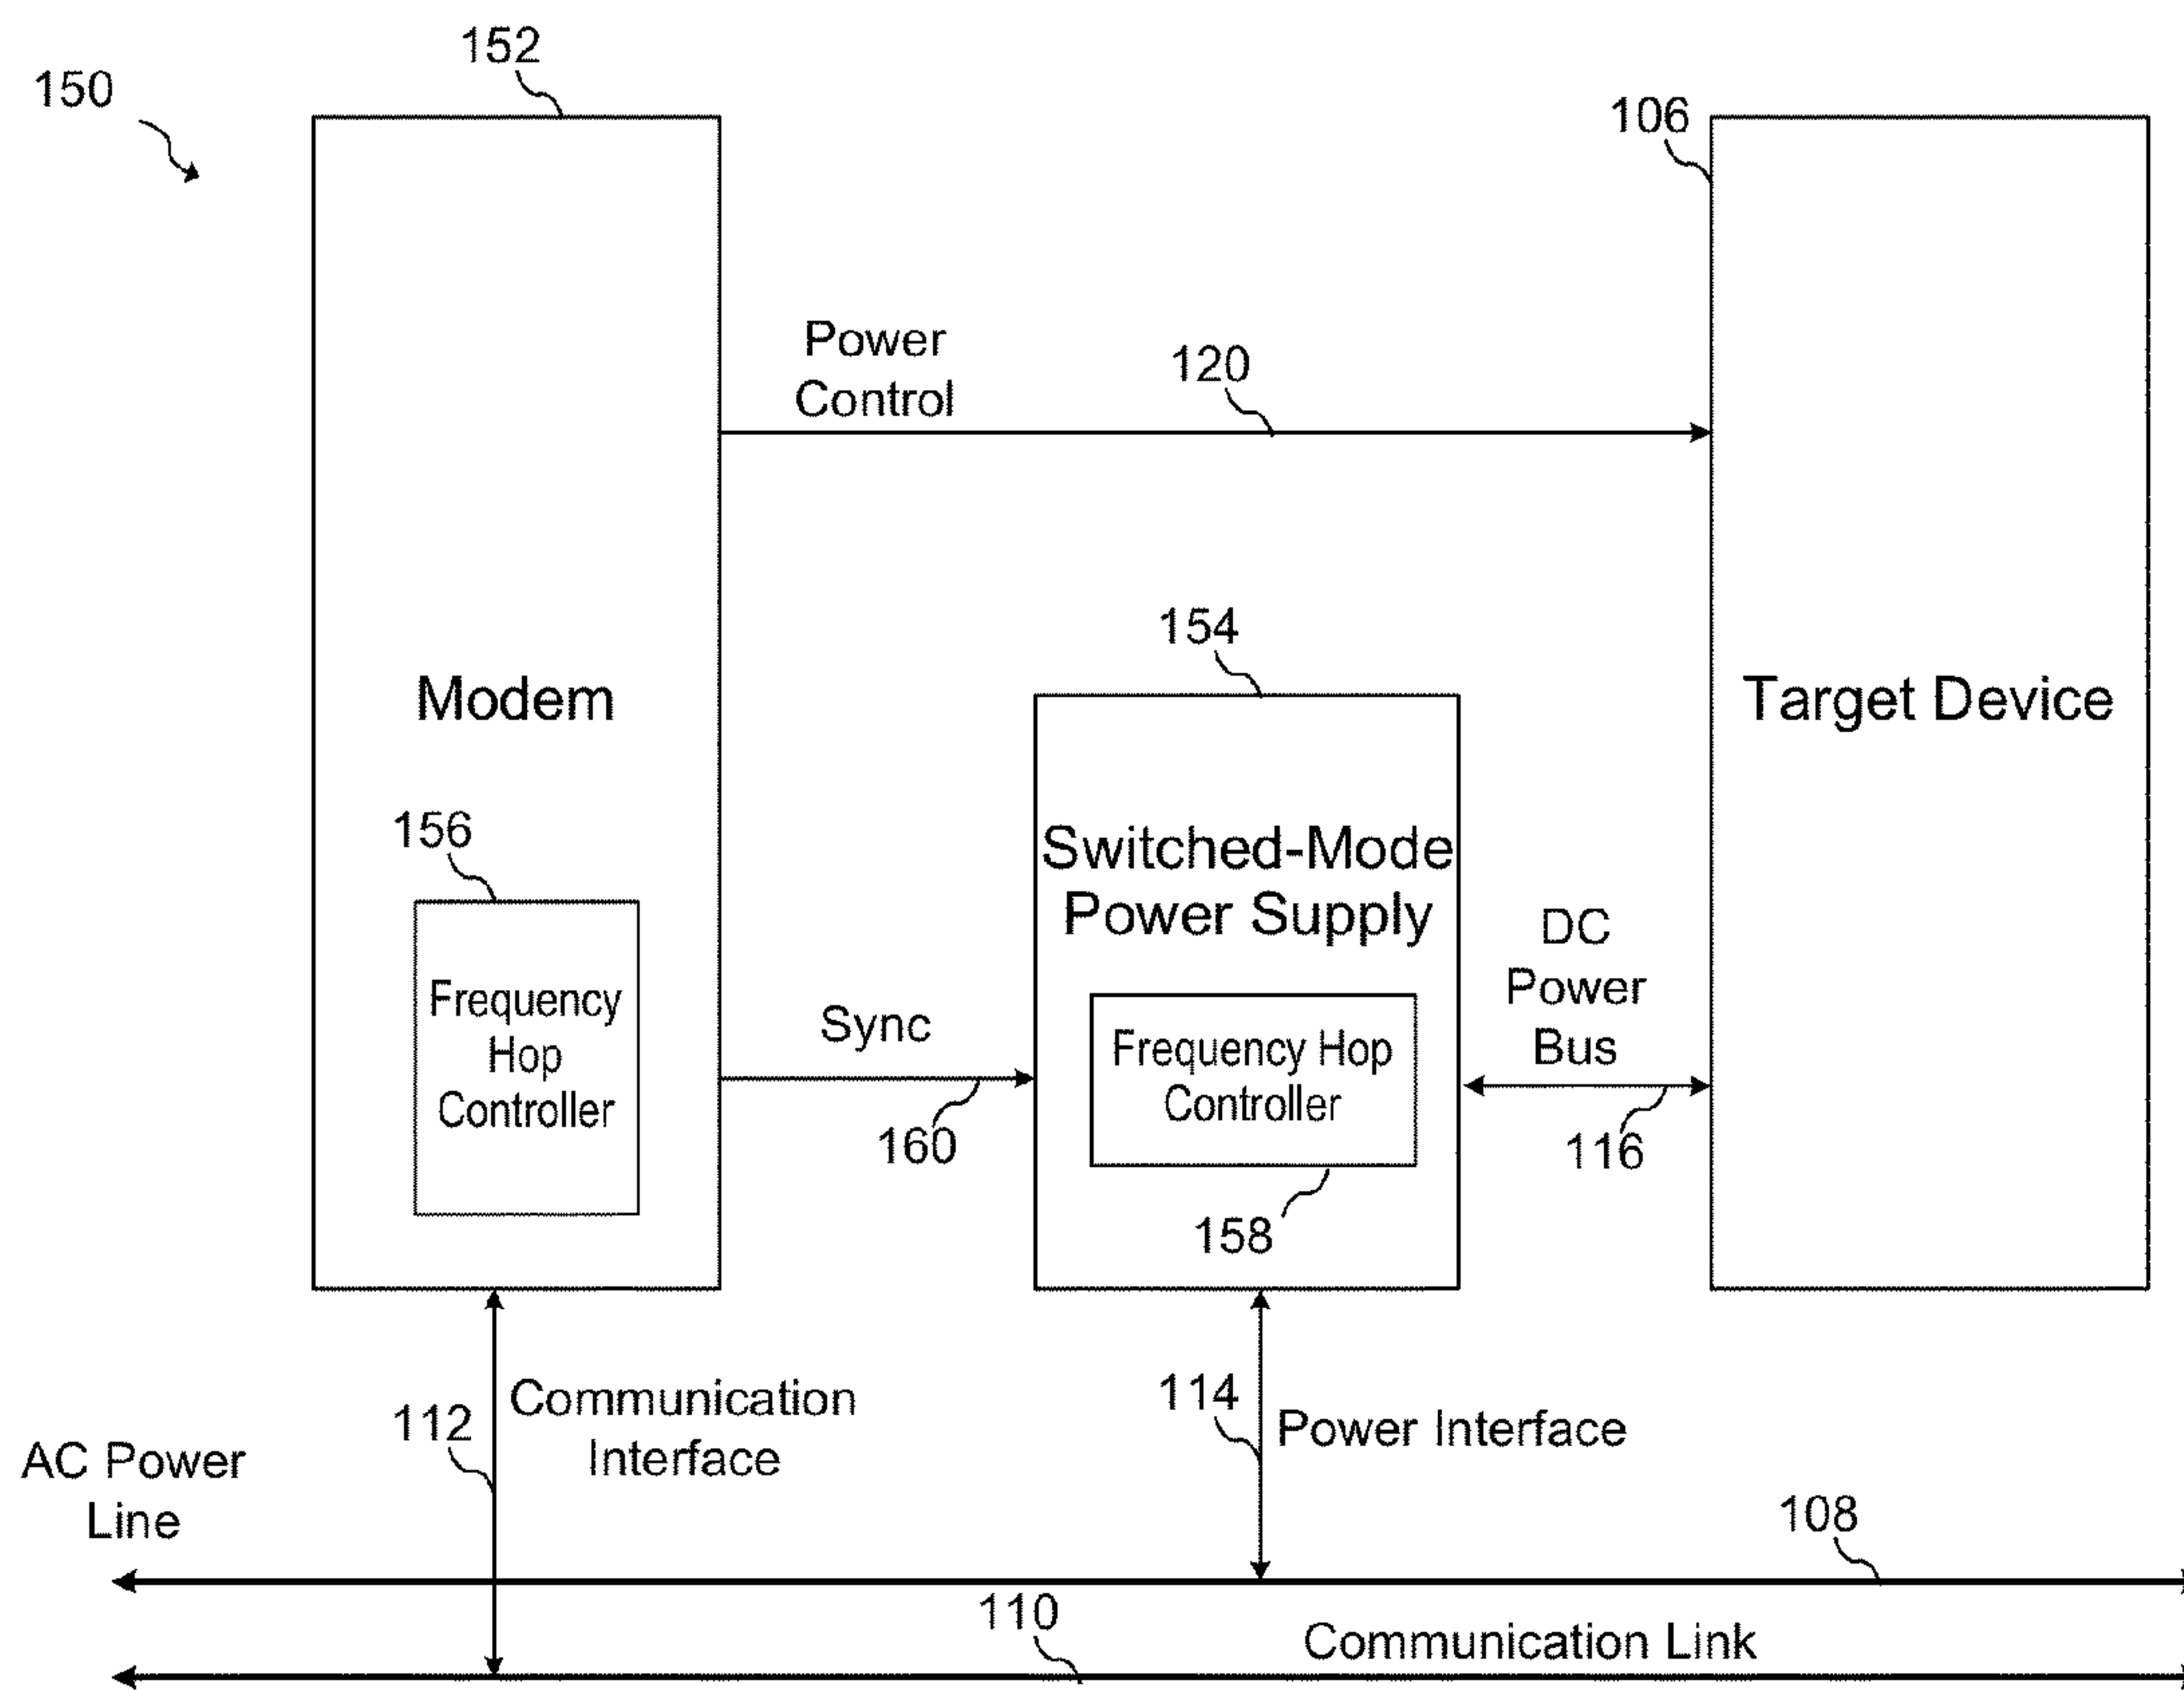 152
150
106
Power
Control
120
154
Modem
Target Device
156
Switched-Mode
Power Supply
Frequency
Hop
Controller
Sync
160
Frequency Hop
Controller
158
DC
Power
Bus
116
112
Communication
Interface
114
Power Interface
AC Power
Line
108
110
Communication Link